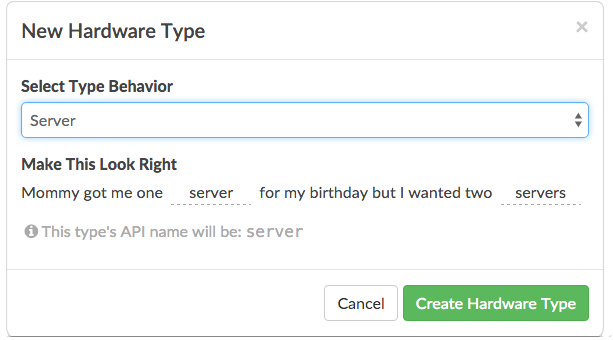 New Hardware Type ×
Select Type Behavior
Server
Make This Look Right
Mommy got me one server for my birthday but I wanted two servers
This type's API name will be: server
Cancel Create Hardware Type